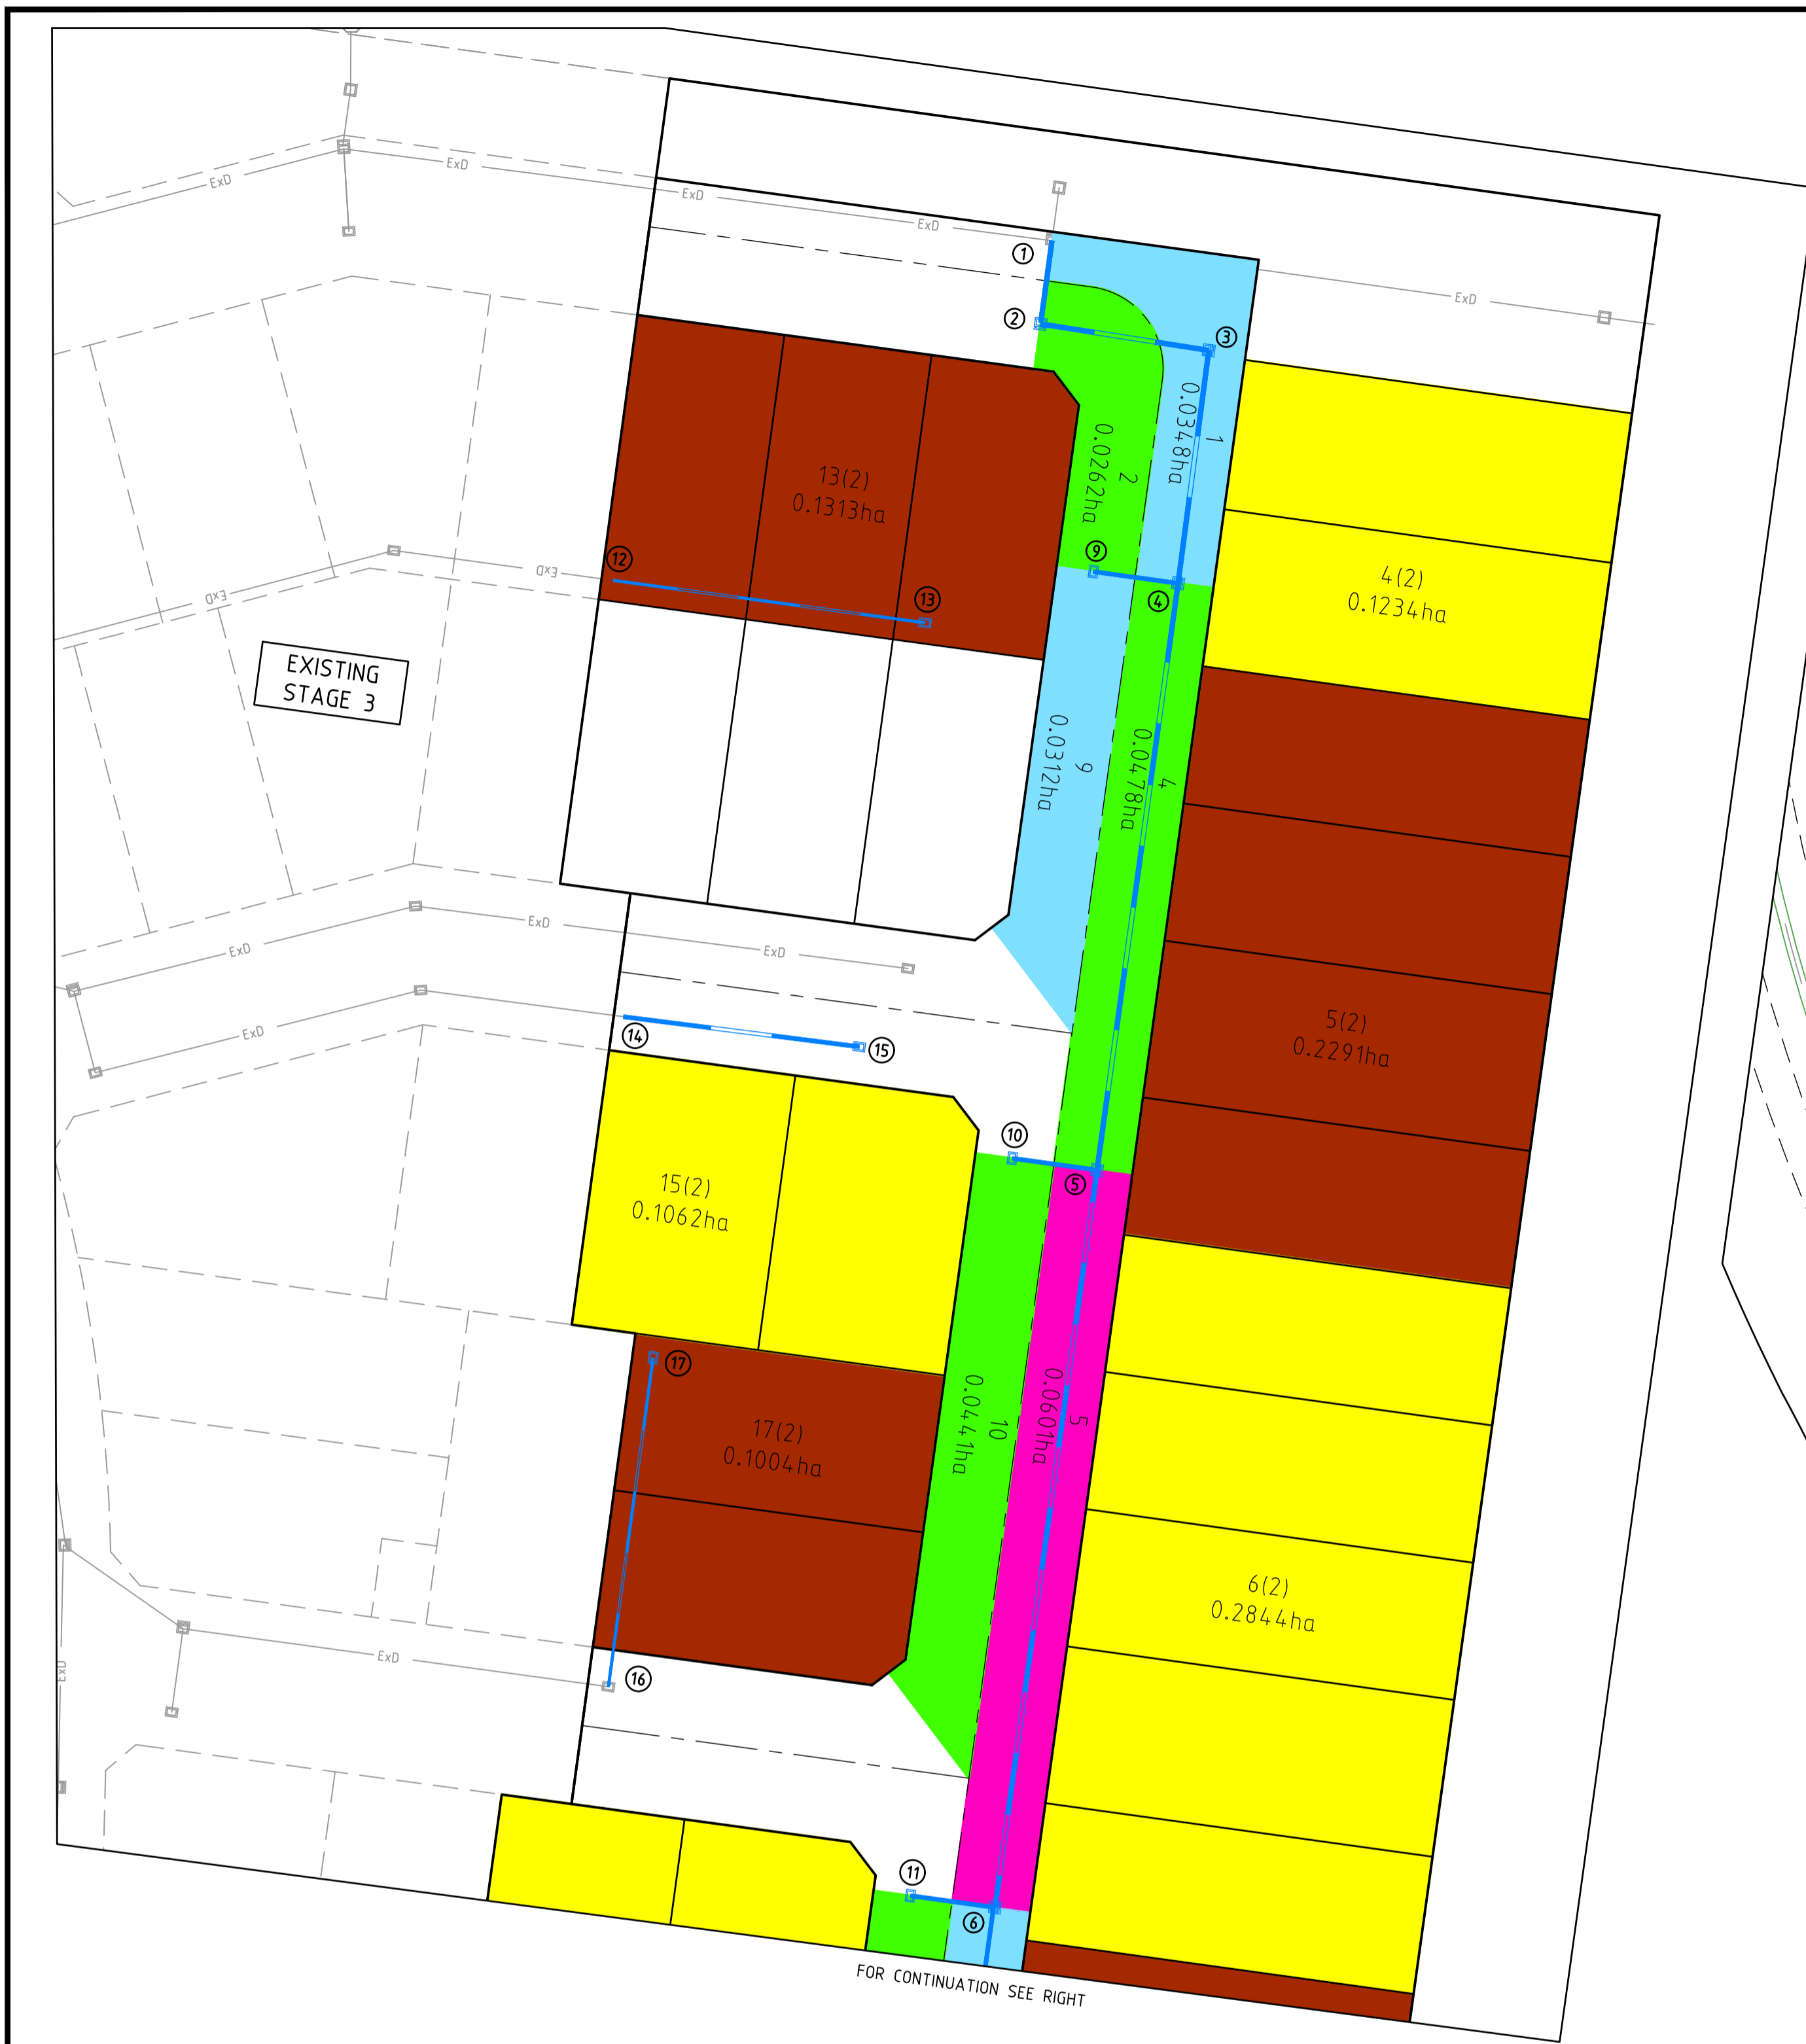 ExD
ExD
ExD
ExD
①
②
③
ExD
1
0.0348ha
2
0.0262ha
13(2)
0.1313ha
⑫
⑬
⑨
④
4(2)
0.1234ha
ExD
ExD
EXISTING
STAGE 3
9
0.0312ha
4
0.0478ha
ExD
ExD
ExD
ExD
⑭
⑮
5(2)
0.2291ha
⑩
⑤
15(2)
0.1062ha
⑰
17(2)
0.1004ha
10
0.0441ha
5
0.0601ha
6(2)
0.2844ha
ExD
ExD
⑯
⑪
⑥
FOR CONTINUATION SEE RIGHT